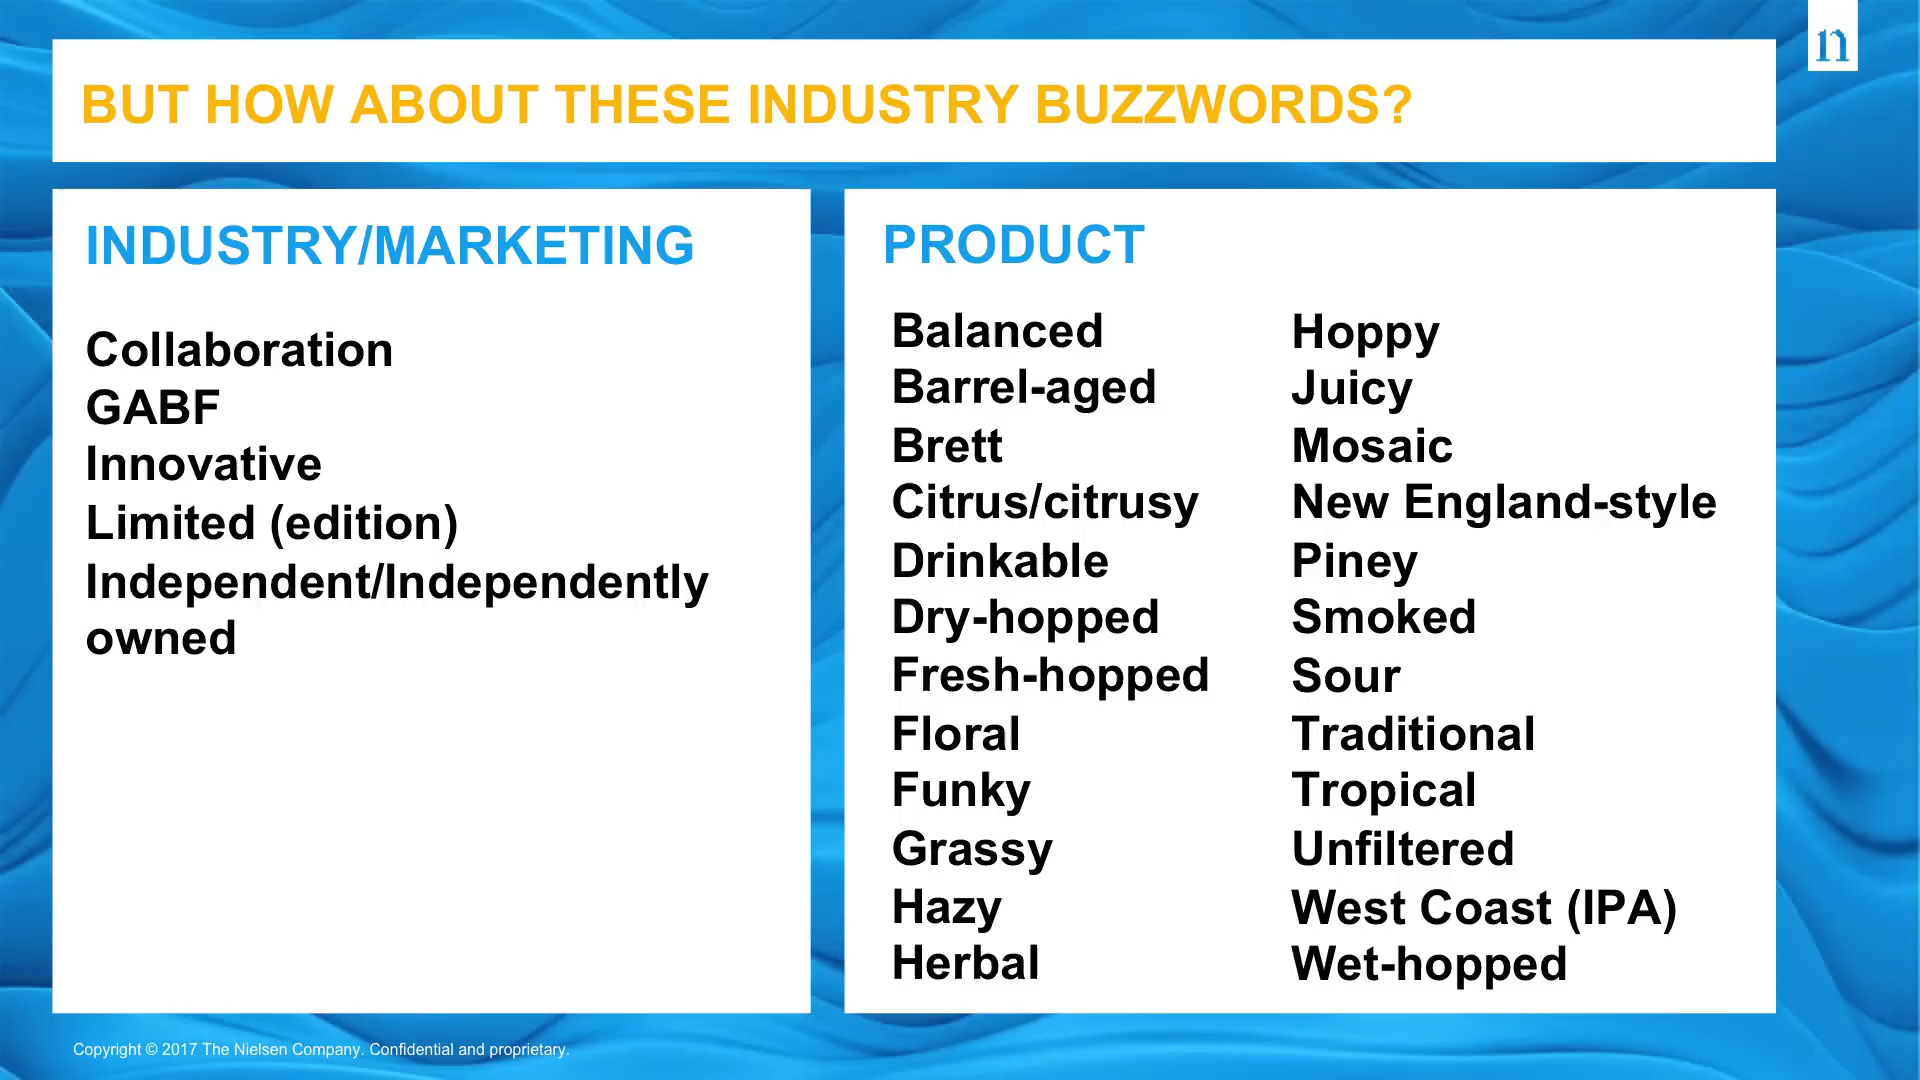 n
BUT HOW ABOUT THESE INDUSTRY BUZZWORDS?
INDUSTRY/MARKETING
Collaboration
GABF
Innovative
Limited (edition)
Independent/Independently
owned
PRODUCT
Balanced
Barrel-aged
Brett
Citrus/citrusy
Drinkable
Dry-hopped
Fresh-hopped
Floral
Funky
Grassy
Hazy
Herbal
Hoppy
Juicy
Mosaic
New England-style
Piney
Smoked
Sour
Traditional
Tropical
Unfiltered
West Coast (IPA)
Wet-hopped
Copyright © 2017 The Nielsen Company. Confidential and proprietary.